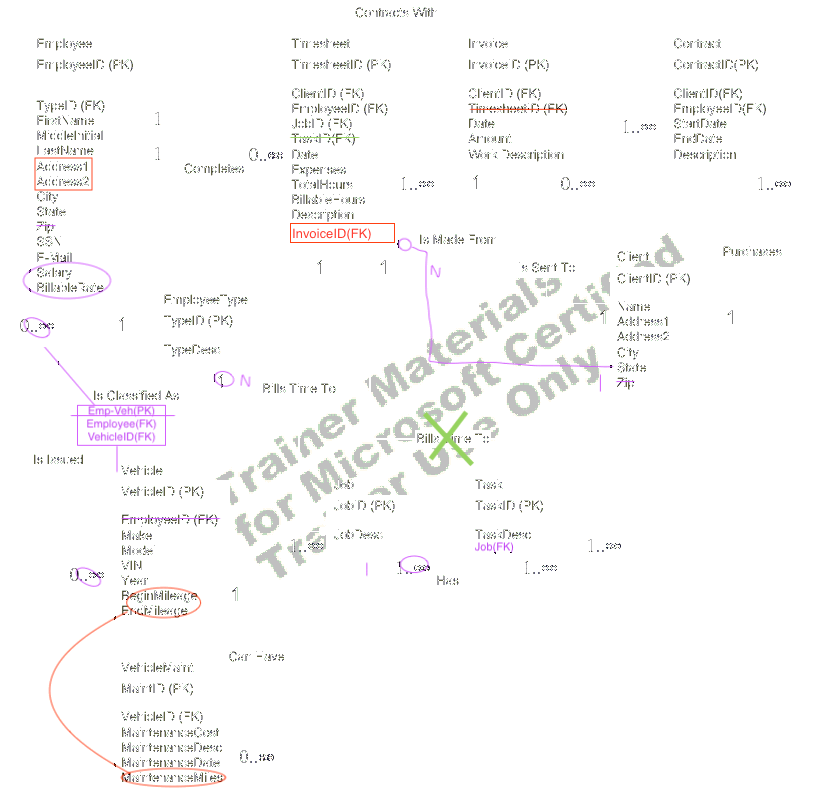 Contracts With
Employee
EmployeeID (PK)
TypeID (FK)
FirstName
MiddleInitial
LastName
Address1
Address2
City
State
Zip
SSN
E-Mail
Salary
BillableRate
1
1
0..∞
Completes
Timesheet
TimesheetID (PK)
ClientID (FK)
EmployeeID (FK)
JobID (FK)
TaskID(FK)
Date
Expenses
TotalHours
BillableHours
Description
InvoiceID(FK)
1..∞
1
0..∞
Invoice
InvoiceID (PK)
ClientID (FK)
TimesheetID (FK)
Date
Amount
Work Description
1..∞
Contract
ContractID(PK)
ClientID(FK)
EmployeeID(FK)
StartDate
EndDate
Description
1..∞
Is Made From
N
Is Sent To
Purchases
1
1
Client
ClientID (PK)
Name
Address1
Address2
City
State
Zip
1
1
1
0..∞
1
EmployeeType
TypeID (PK)
TypeDesc
1
N
Is Classified As
Bills Time To
Emp-Veh(PK)
Employee(FK)
VehicleID(FK)
Bills Time To
Trainer Materials
for Microsoft Certified
Trainer Use Only
Is Issued
Vehicle
VehicleID (PK)
EmployeeID (FK)
Make
Model
VIN
Year
BeginMileage
EndMileage
0..∞
1
Job
JobID (PK)
JobDesc
1..∞
1
1..∞
Has
Task
TaskID (PK)
TaskDesc
Job(FK)
1..∞
1..∞
Can Have
VehicleMaint
MaintID (PK)
VehicleID (FK)
MaintenanceCost
MaintenanceDesc
MaintenanceDate
MaintenanceMiles
0..∞